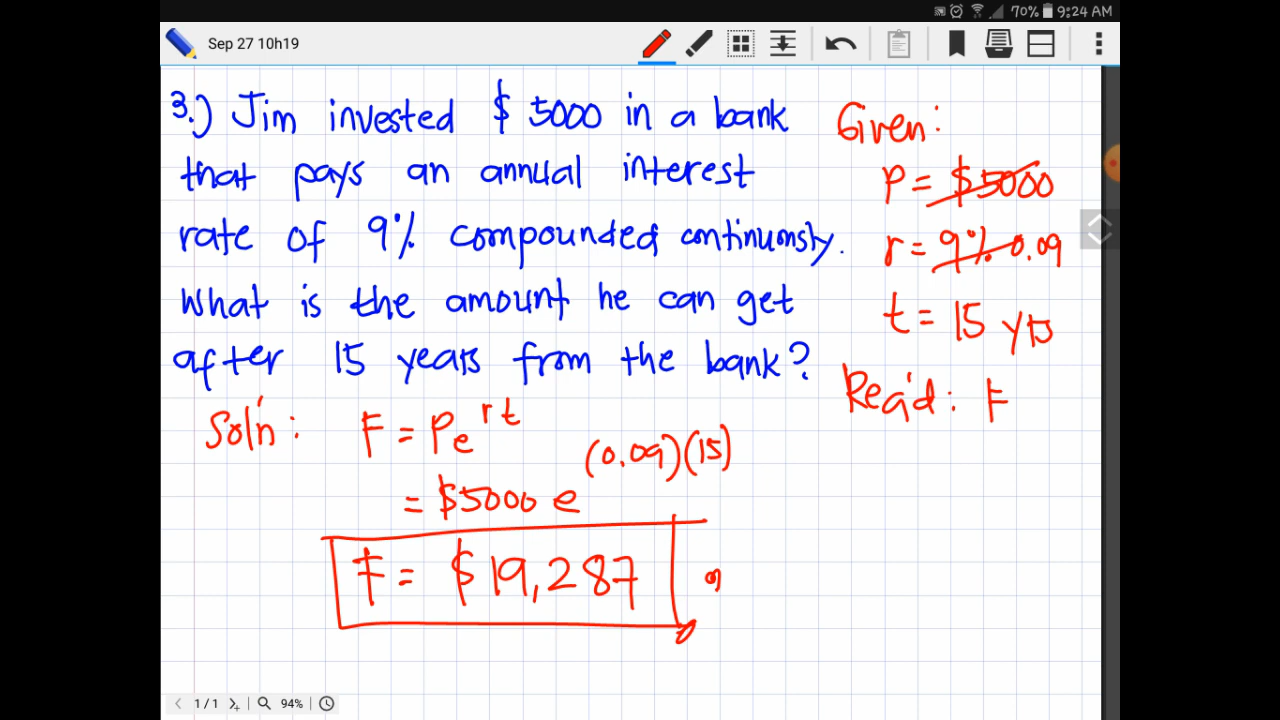 70% 9:24 AM
Sep 27 10h19
3.) Jim invested $ 5000 in a bank
that pays an annual interest
rate of 9% compounded continuously.
What is the amount he can get
after 15 years from the bank?
Given:
P = $5000
r = 9% 0.09
t = 15 yrs
Req'd: F
Sol'n: F = Pe^rt
= $5000 e^(0.09)(15)
F = $19,287
1/1 94%